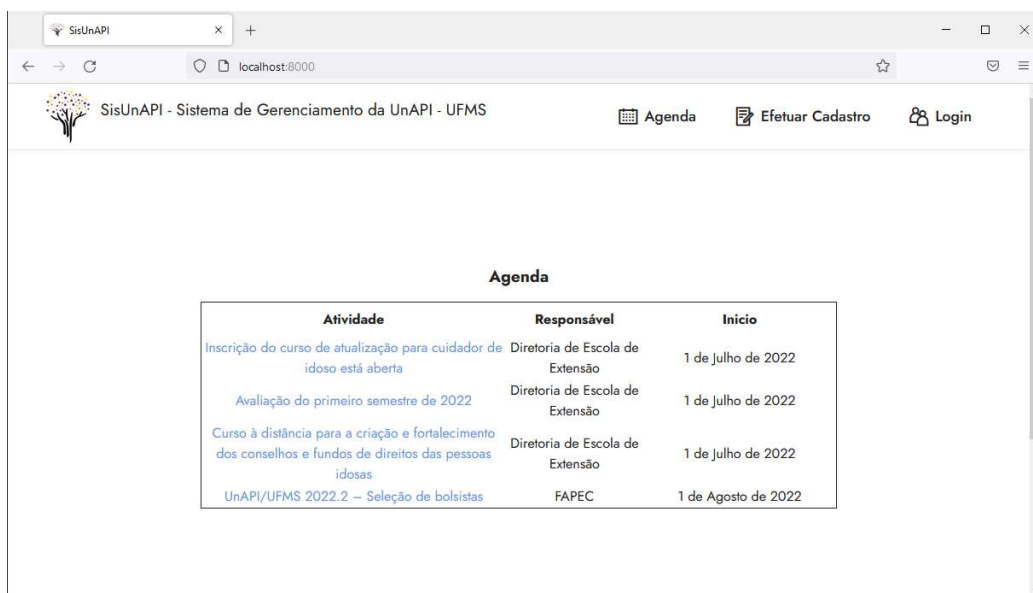 SisUnAPI
localhost:8000
SisUnAPI - Sistema de Gerenciamento da UnAPI - UFMS
Agenda
Efetuar Cadastro
Login
Agenda
Atividade Responsável Inicio
Inscrição do curso de atualização para cuidador de
idoso está aberta
Diretoria de Escola de
Extensão
1 de Julho de 2022
Avaliação do primeiro semestre de 2022
Diretoria de Escola de
Extensão
1 de Julho de 2022
Curso à distância para a criação e fortalecimento
dos conselhos e fundos de direitos das pessoas
idosas
Diretoria de Escola de
Extensão
1 de Julho de 2022
UnAPI/UFMS 2022.2 – Seleção de bolsistas FAPEC 1 de Agosto de 2022